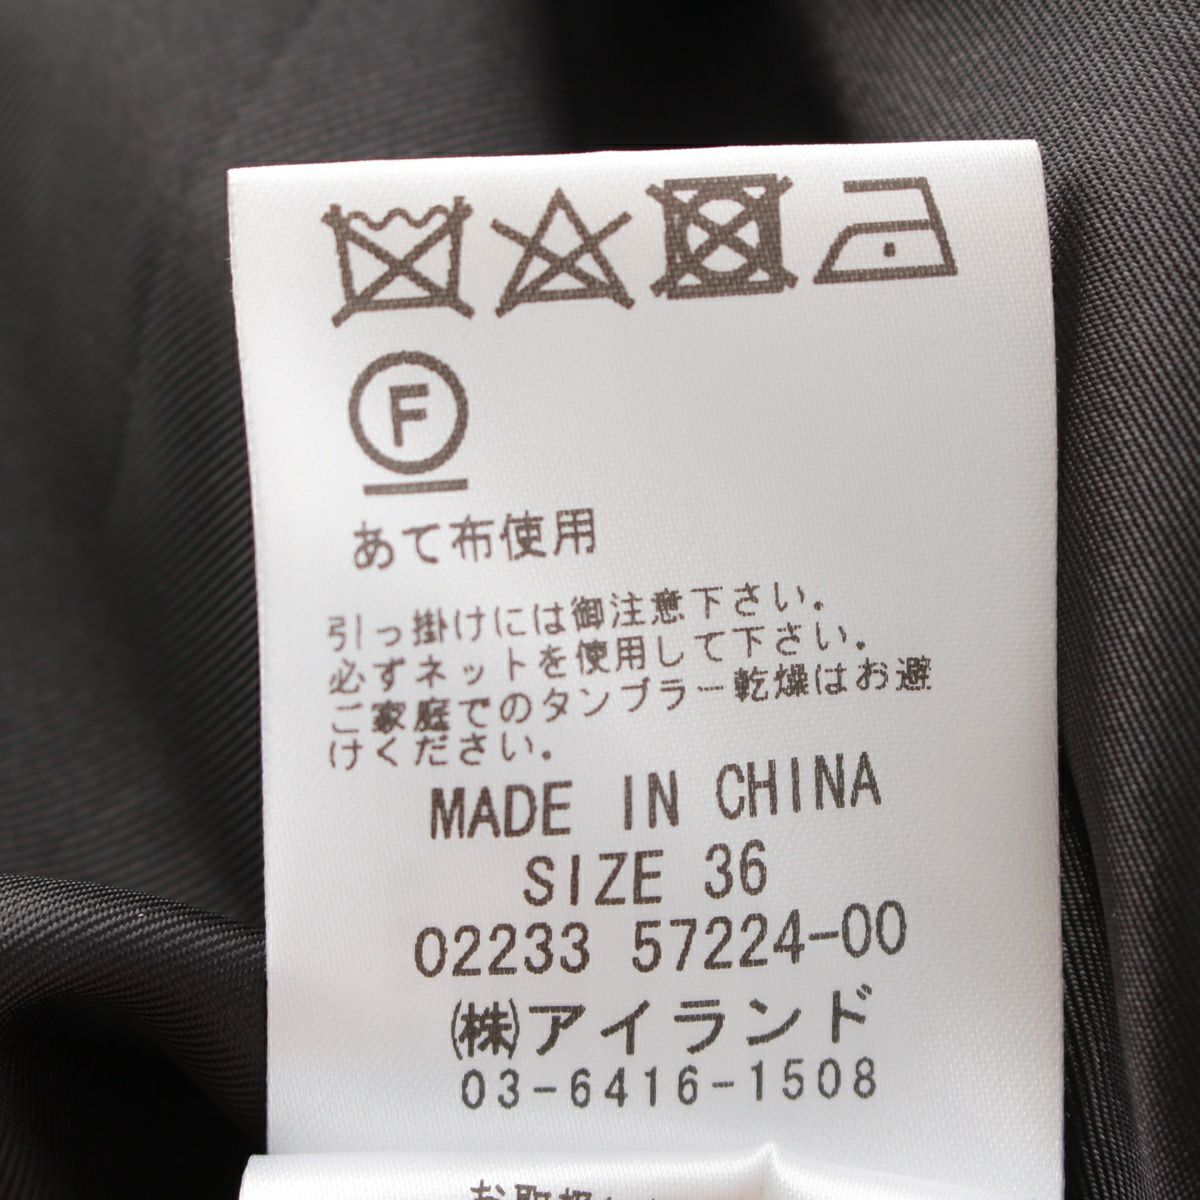 F
あて布使用
引っ掛けには御注意下さい.
必ずネットを使用して下さい.
ご家庭でのタンブラー乾燥はお避
けください.
MADE IN CHINA
SIZE 36
02233 57224-00
(株)アイランド
03-6416-1508